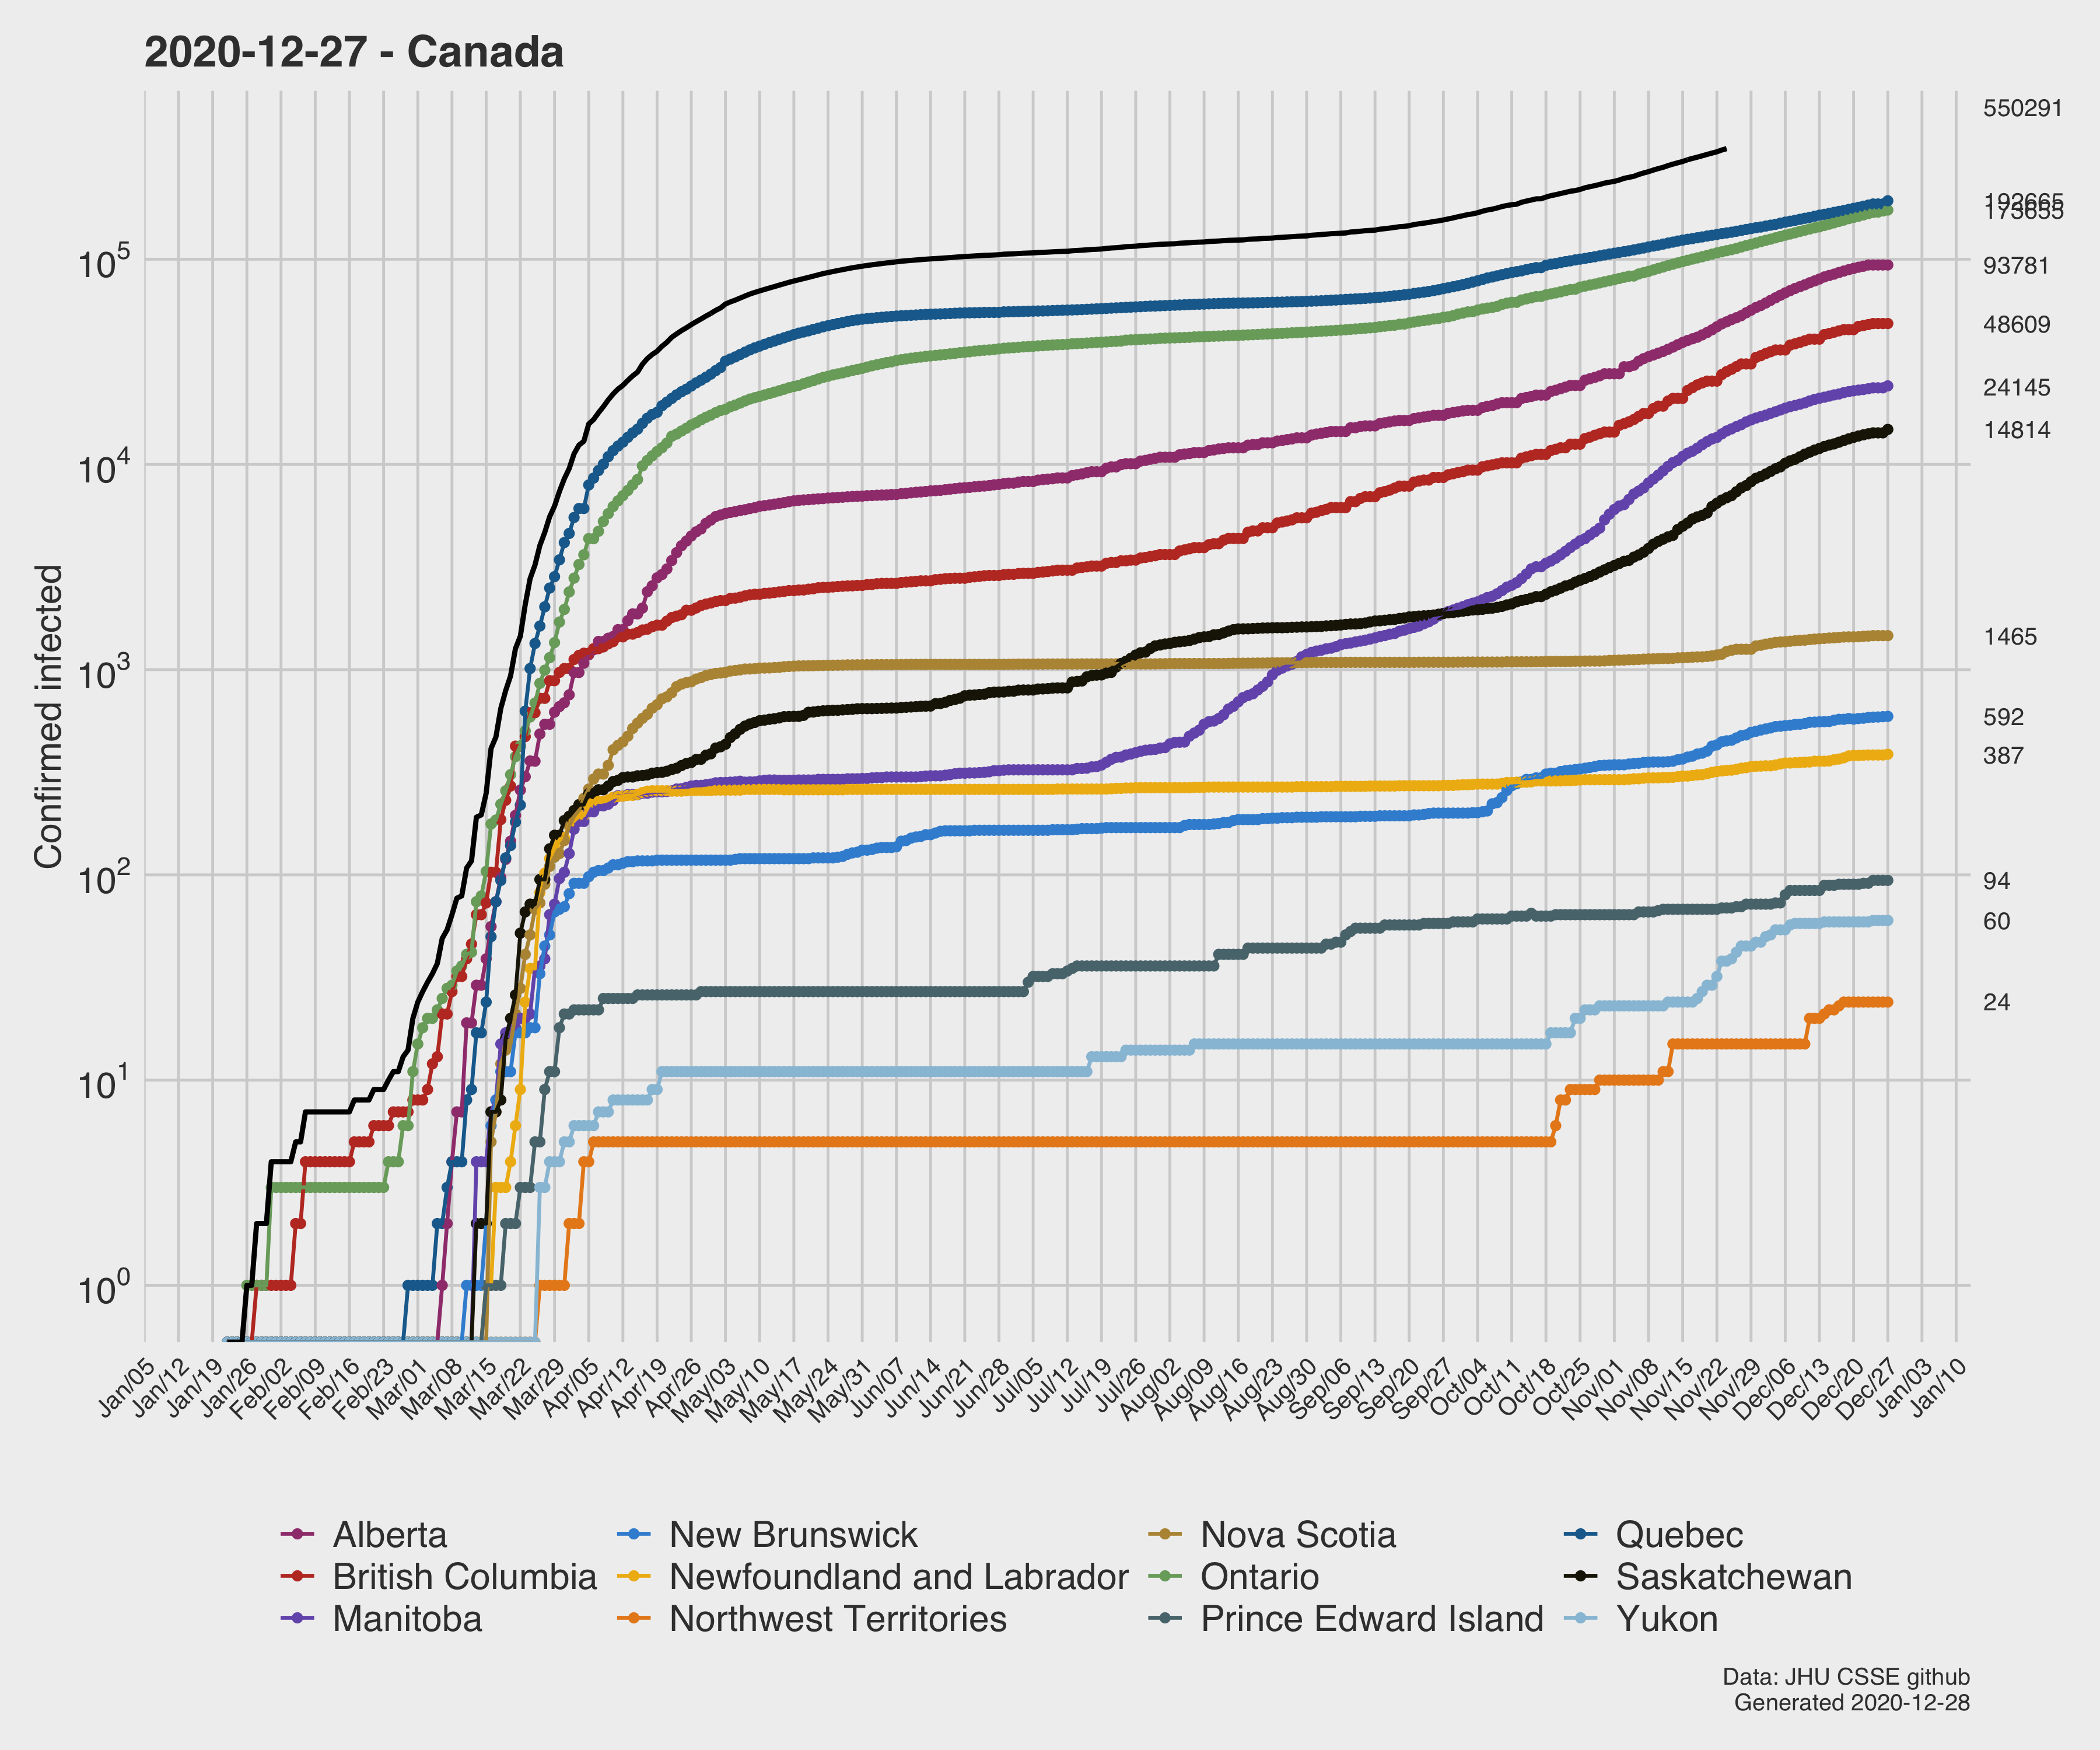 2020-12-27 - Canada
550291
192665
173655
93781
48609
24145
14814
1465
592
387
94
60
24
Confirmed infected
10^5
10^4
10^3
10^2
10^1
10^0
Jan/05
Jan/12
Jan/19
Jan/26
Feb/02
Feb/09
Feb/16
Feb/23
Mar/01
Mar/08
Mar/15
Mar/22
Mar/29
Apr/05
Apr/12
Apr/19
Apr/26
May/03
May/10
May/17
May/24
May/31
Jun/07
Jun/14
Jun/21
Jun/28
Jul/05
Jul/12
Jul/19
Jul/26
Aug/02
Aug/09
Aug/16
Aug/23
Aug/30
Sep/06
Sep/13
Sep/20
Sep/27
Oct/04
Oct/11
Oct/18
Oct/25
Nov/01
Nov/08
Nov/15
Nov/22
Nov/29
Dec/06
Dec/13
Dec/20
Dec/27
Jan/03
Jan/10
Alberta
British Columbia
Manitoba
New Brunswick
Newfoundland and Labrador
Northwest Territories
Nova Scotia
Ontario
Prince Edward Island
Quebec
Saskatchewan
Yukon
Data: JHU CSSE github
Generated 2020-12-28